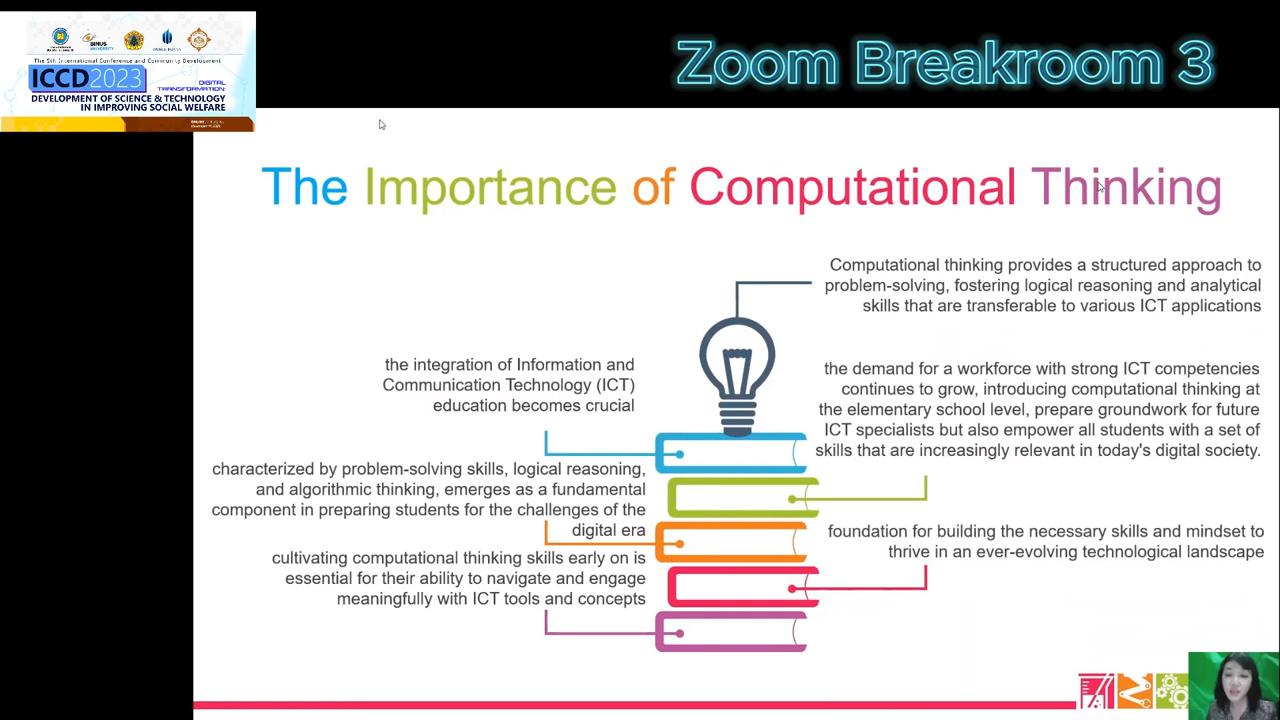 The 5th International Conference and Community Development
ICCD2023
DIGITAL
TRANSFORMATION:
DEVELOPMENT OF SCIENCE & TECHNOLOGY
IN IMPROVING SOCIAL WELFARE
BINUS
UNIVERSITY
Zoom Breakroom 3
The Importance of Computational Thinking
Computational thinking provides a structured approach to
problem-solving, fostering logical reasoning and analytical
skills that are transferable to various ICT applications
the integration of Information and
Communication Technology (ICT)
education becomes crucial
the demand for a workforce with strong ICT competencies
continues to grow, introducing computational thinking at
the elementary school level, prepare groundwork for future
ICT specialists but also empower all students with a set of
skills that are increasingly relevant in today's digital society.
characterized by problem-solving skills, logical reasoning,
and algorithmic thinking, emerges as a fundamental
component in preparing students for the challenges of the
digital era
foundation for building the necessary skills and mindset to
thrive in an ever-evolving technological landscape
cultivating computational thinking skills early on is
essential for their ability to navigate and engage
meaningfully with ICT tools and concepts